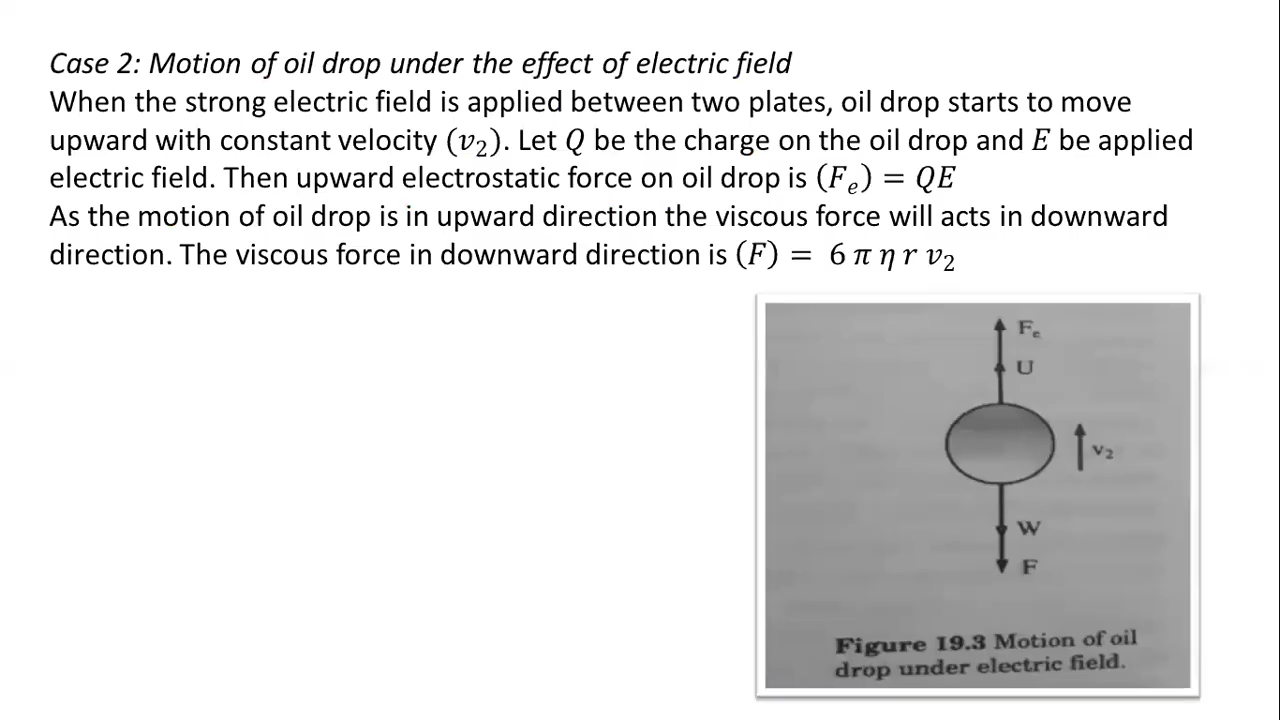 Case 2: Motion of oil drop under the effect of electric field
When the strong electric field is applied between two plates, oil drop starts to move
upward with constant velocity (v₂). Let Q be the charge on the oil drop and E be applied
electric field. Then upward electrostatic force on oil drop is (Fₑ) = QE
As the motion of oil drop is in upward direction the viscous force will acts in downward
direction. The viscous force in downward direction is (F) = 6 π η r v₂
Fₑ
U
v₂
W
F
Figure 19.3 Motion of oil
drop under electric field.